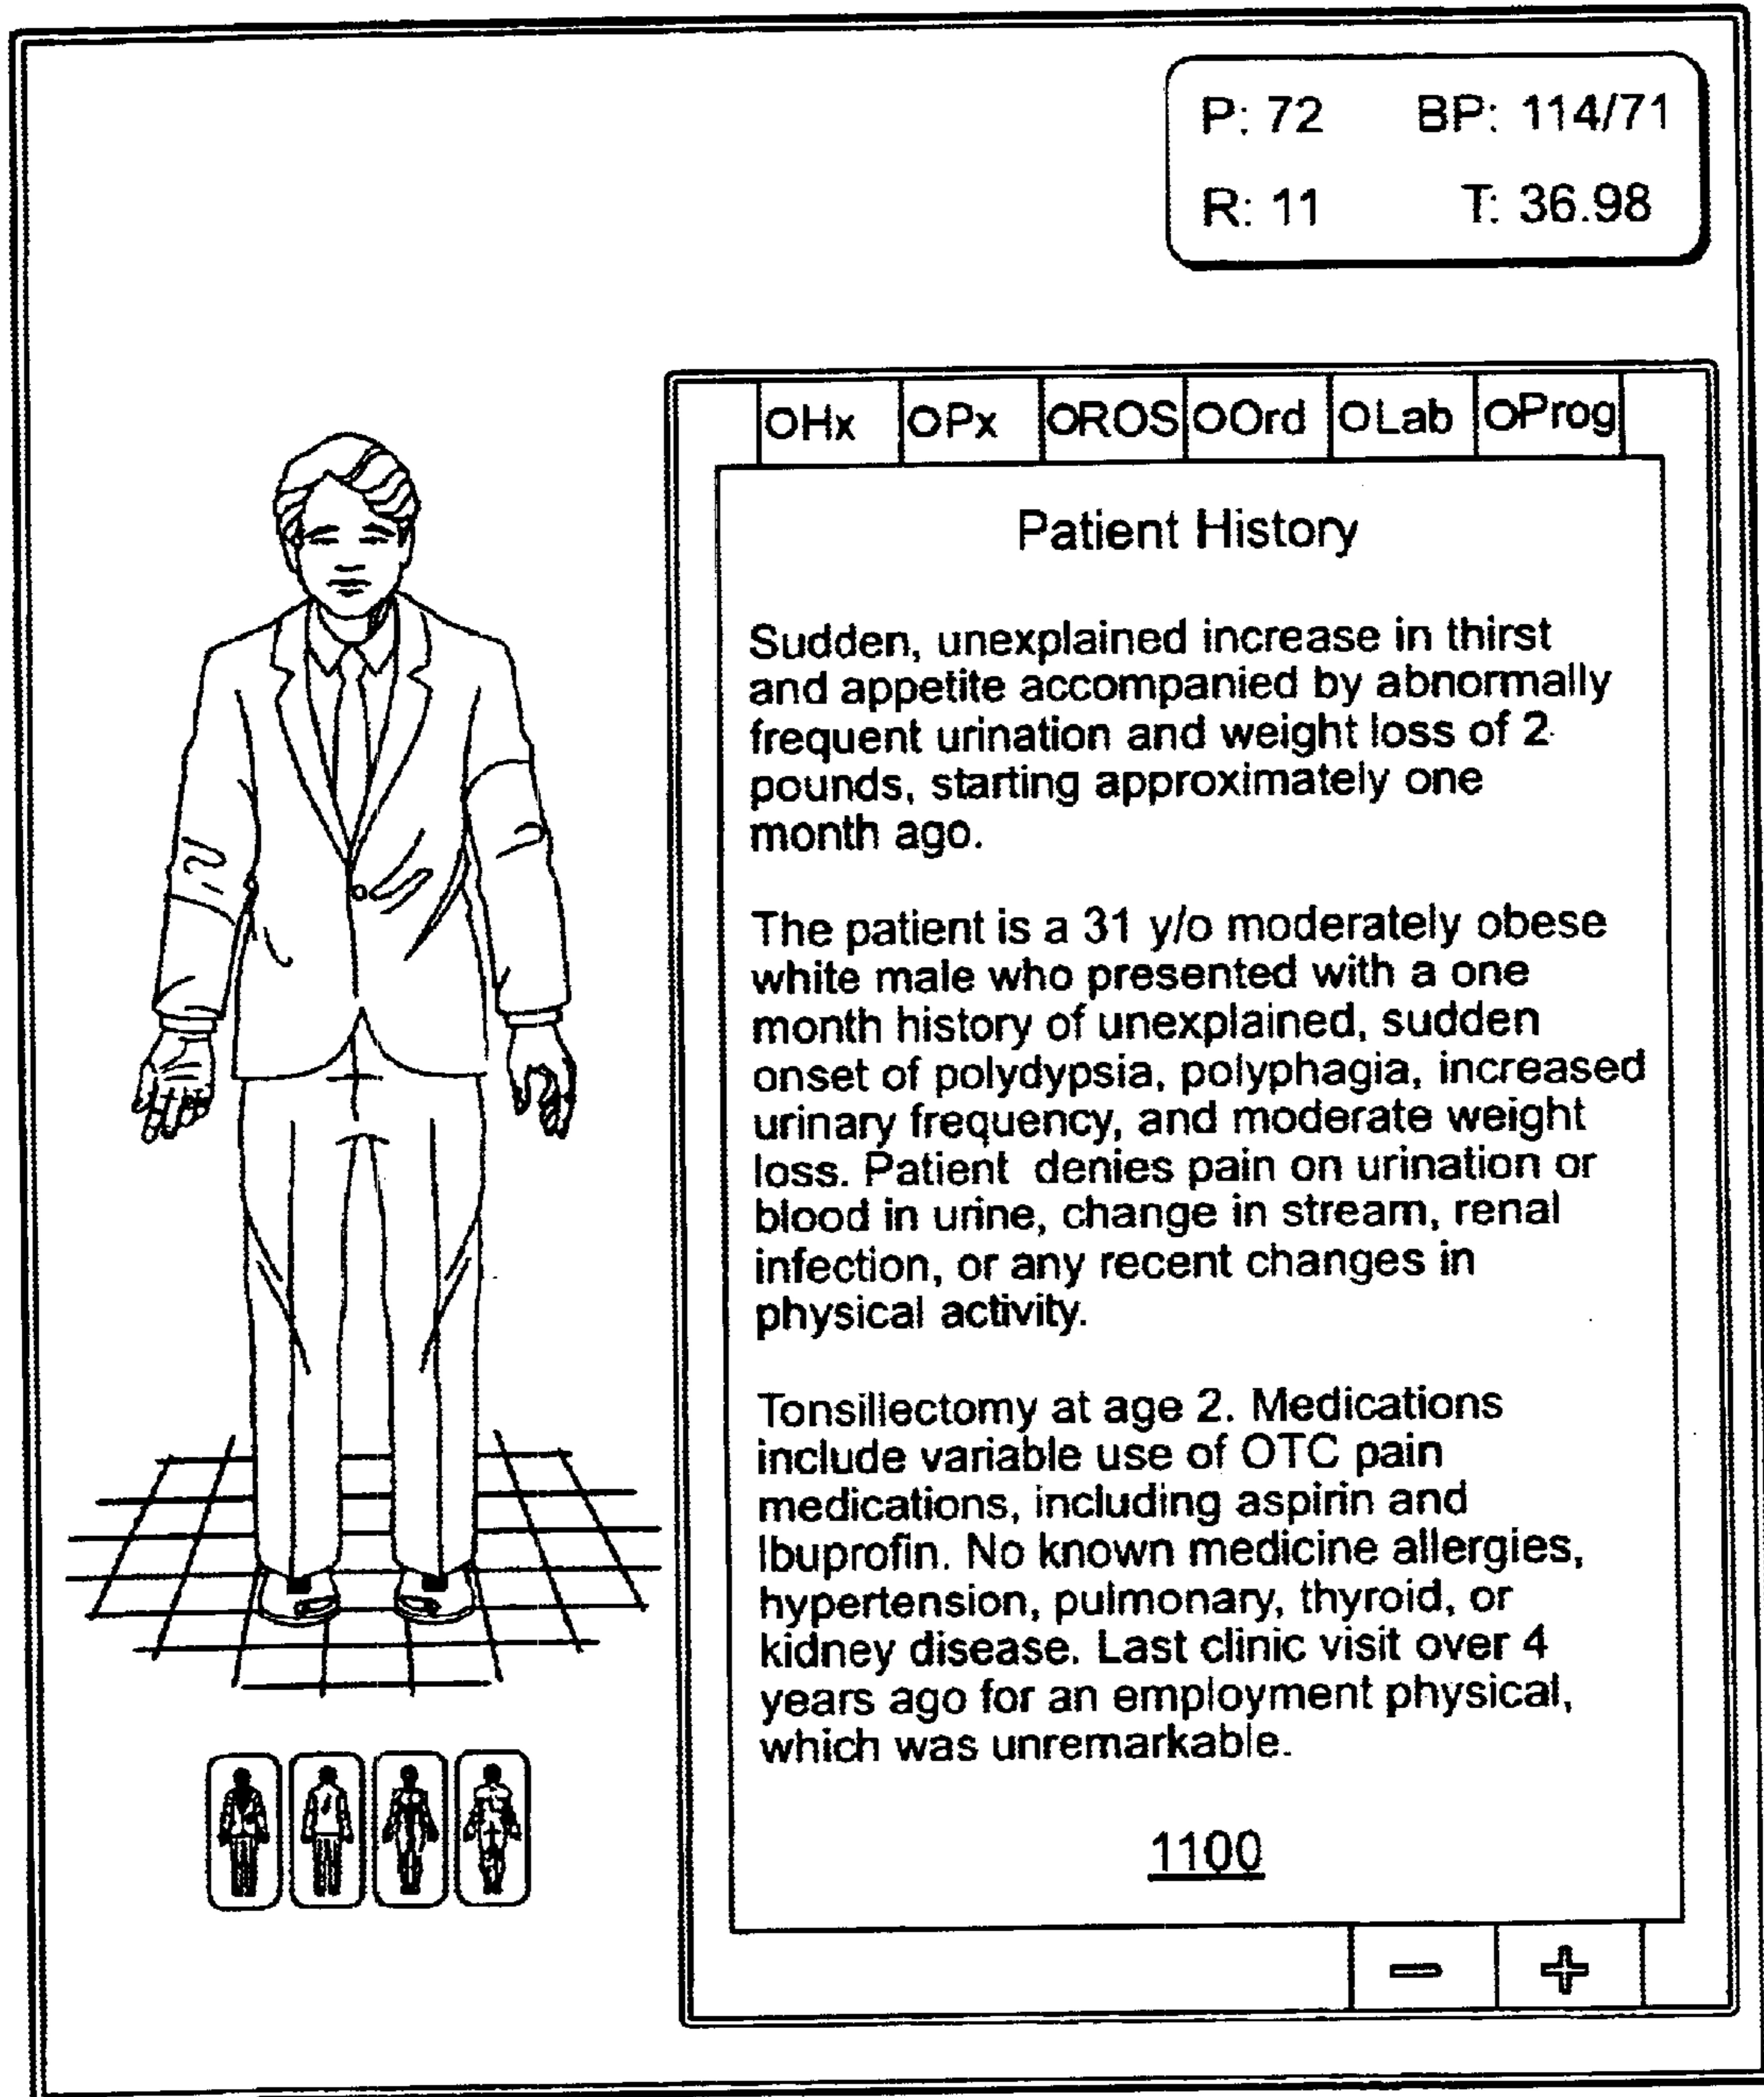 P: 72 BP: 114/71
R: 11 T: 36.98
Hx Px ROS Ord Lab Prog
Patient History
Sudden, unexplained increase in thirst
and appetite accompanied by abnormally
frequent urination and weight loss of 2
pounds, starting approximately one
month ago.
The patient is a 31 y/o moderately obese
white male who presented with a one
month history of unexplained, sudden
onset of polydypsia, polyphagia, increased
urinary frequency, and moderate weight
loss. Patient denies pain on urination or
blood in urine, change in stream, renal
infection, or any recent changes in
physical activity.
Tonsillectomy at age 2. Medications
include variable use of OTC pain
medications, including aspirin and
Ibuprofin. No known medicine allergies,
hypertension, pulmonary, thyroid, or
kidney disease. Last clinic visit over 4
years ago for an employment physical,
which was unremarkable.
1100
- +